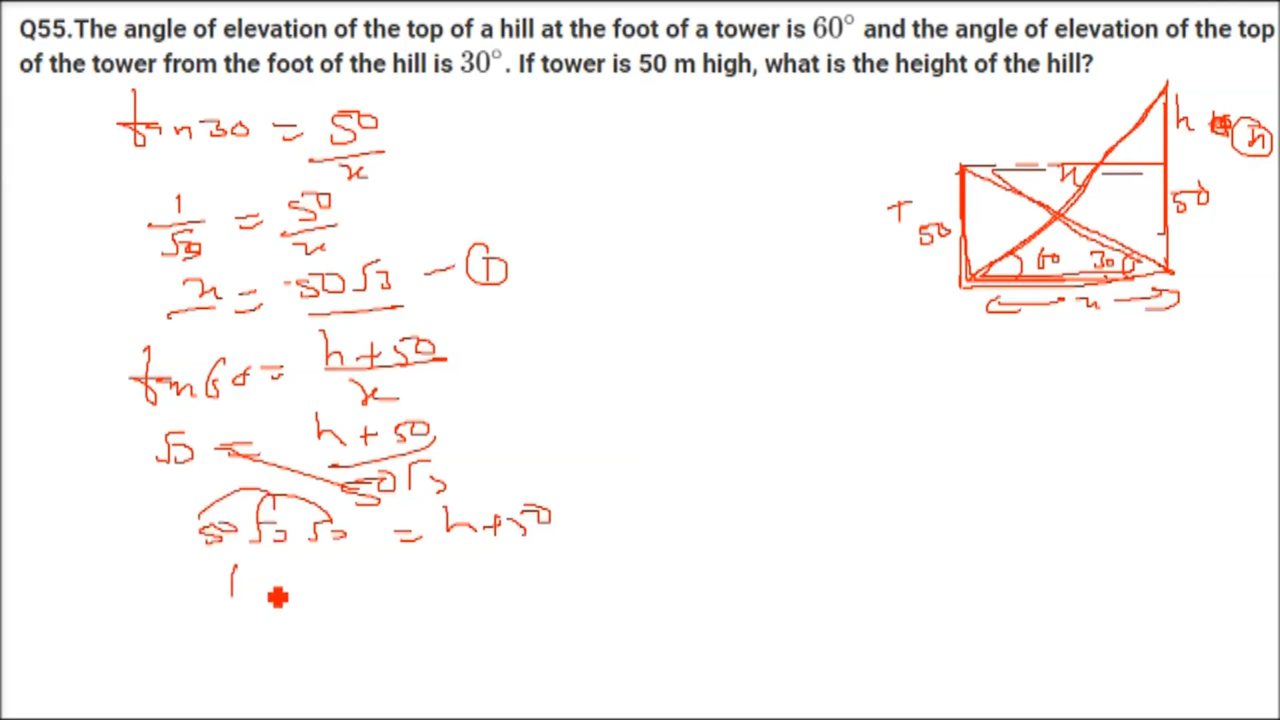 Q55.The angle of elevation of the top of a hill at the foot of a tower is 60° and the angle of elevation of the top
of the tower from the foot of the hill is 30°. If tower is 50 m high, what is the height of the hill?
tan 30 = 50/x
1/√3 = 50/x
x = 50√3 — ①
tan 60 = h+50/x
√3 = h+50/50√3
50 √3 √3 = h+50
1
h
h
x
50
T
50
60
30
x